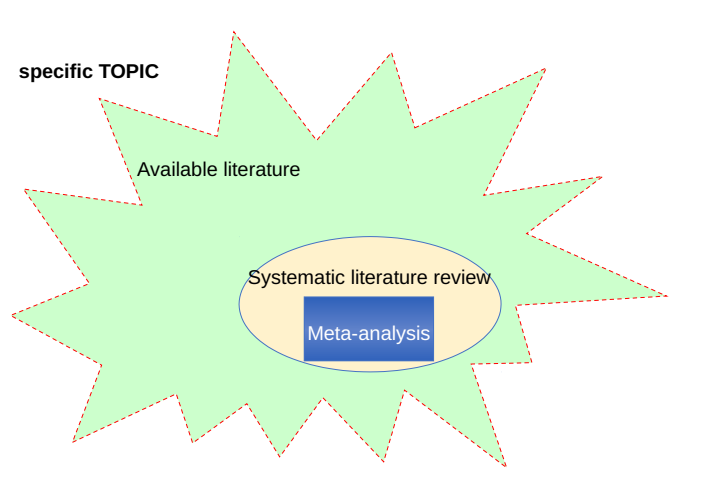 specific TOPIC
Available literature
Systematic literature review
Meta-analysis